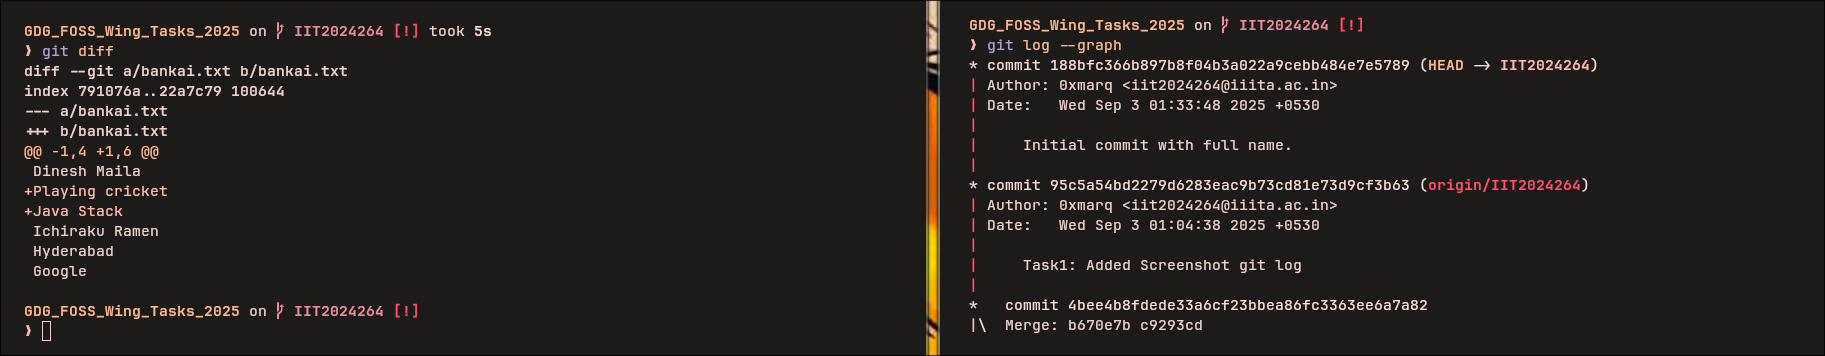 GDG_FOSS_Wing_Tasks_2025 on IIT2024264 [!] took 5s
❯ git diff
diff --git a/bankai.txt b/bankai.txt
index 791076a..22a7c79 100644
--- a/bankai.txt
+++ b/bankai.txt
@@ -1,4 +1,6 @@
 Dinesh Maila
+Playing cricket
+Java Stack
 Ichiraku Ramen
 Hyderabad
 Google
GDG_FOSS_Wing_Tasks_2025 on IIT2024264 [!]
❯
GDG_FOSS_Wing_Tasks_2025 on IIT2024264 [!]
❯ git log --graph
* commit 188bfc366b897b8f04b3a022a9cebb484e7e5789 (HEAD -> IIT2024264)
| Author: 0xmarq <iit2024264@iiita.ac.in>
| Date:   Wed Sep 3 01:33:48 2025 +0530
|
|     Initial commit with full name.
|
* commit 95c5a54bd2279d6283eac9b73cd81e73d9cf3b63 (origin/IIT2024264)
| Author: 0xmarq <iit2024264@iiita.ac.in>
| Date:   Wed Sep 3 01:04:38 2025 +0530
|
|     Task1: Added Screenshot git log
|
*   commit 4bee4b8fdede33a6cf23bbea86fc3363ee6a7a82
|\  Merge: b670e7b c9293cd